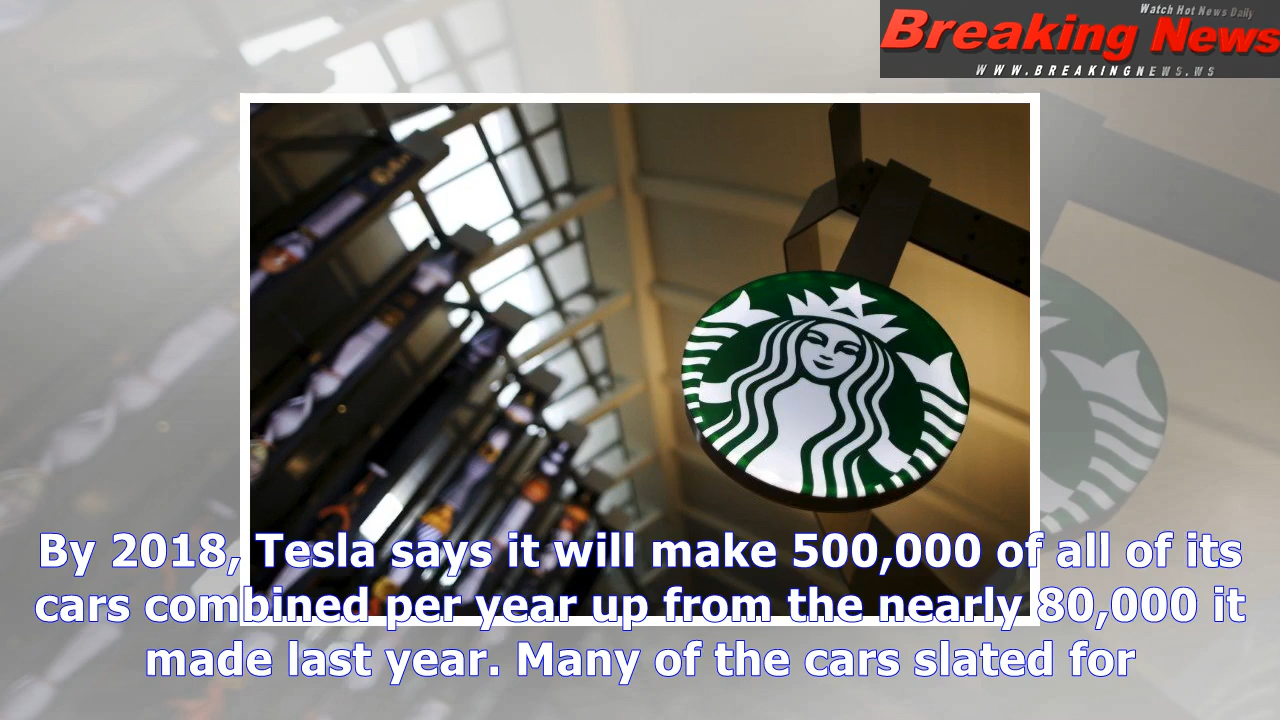 Watch Hot News Daily
Breaking News
WWW.BREAKINGNEWS.WS
By 2018, Tesla says it will make 500,000 of all of its
cars combined per year up from the nearly 80,000 it
made last year. Many of the cars slated for